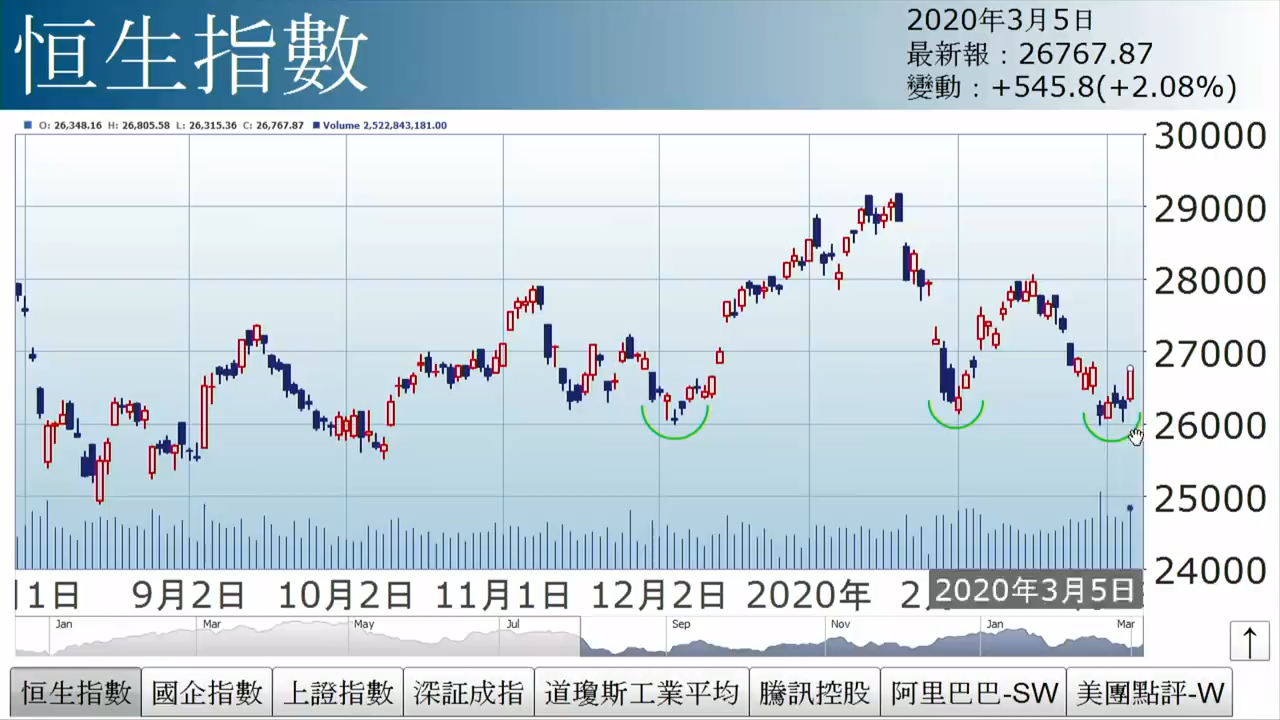 恒生指數
2020年3月5日
最新報：26767.87
變動：+545.8(+2.08%)
O: 26,348.16 H: 26,805.58 L: 26,315.36 C: 26,767.87 Volume 2,522,843,181.00
30000
29000
28000
27000
26000
25000
24000
1日 9月2日 10月2日 11月1日 12月2日 2020年 2 2020年3月5日
Jan Mar May Jul Sep Nov Jan Mar
↑
恒生指數 國企指數 上證指數 深証成指 道瓊斯工業平均 騰訊控股 阿里巴巴-SW 美團點評-W